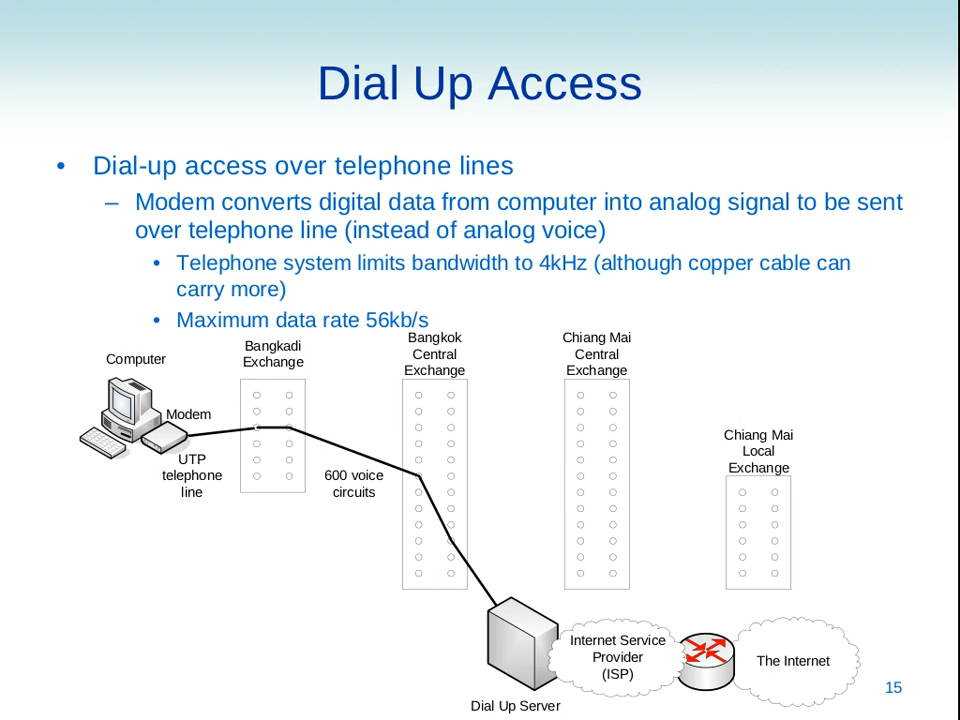 Dial Up Access
• Dial-up access over telephone lines
– Modem converts digital data from computer into analog signal to be sent
over telephone line (instead of analog voice)
• Telephone system limits bandwidth to 4kHz (although copper cable can
carry more)
• Maximum data rate 56kb/s
Computer
Modem
UTP
telephone
line
Bangkadi
Exchange
600 voice
circuits
Bangkok
Central
Exchange
Chiang Mai
Central
Exchange
Chiang Mai
Local
Exchange
Dial Up Server
Internet Service
Provider
(ISP)
The Internet
15